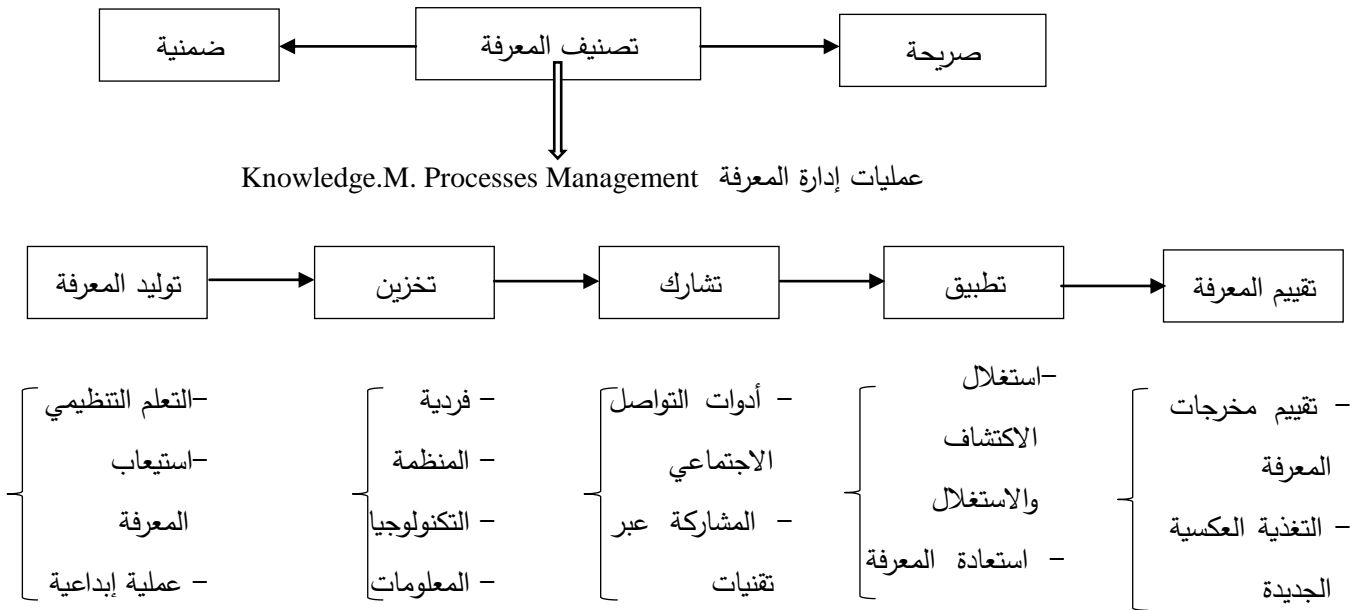 تصنيف المعرفة
صريحة
ضمنية
عمليات إدارة المعرفة Knowledge.M. Processes Management
توليد المعرفة
تخزين
تشارك
تطبيق
تقييم المعرفة
-التعلم التنظيمي
-استيعاب
المعرفة
- عملية إبداعية
- فردية
- المنظمة
- التكنولوجيا
- المعلومات
- أدوات التواصل
الاجتماعي
- المشاركة عبر
تقنيات
-استغلال
الاكتشاف
والاستغلال
- استعادة المعرفة
- تقييم مخرجات
المعرفة
- التغذية العكسية
الجديدة